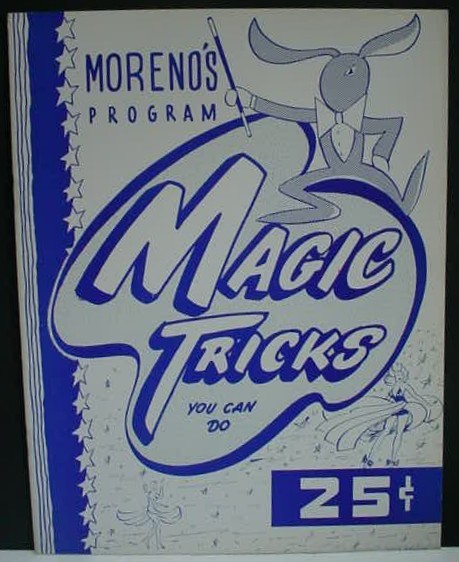 MORENO'S
PROGRAM
MAGIC
TRICKS
YOU CAN
DO
25¢